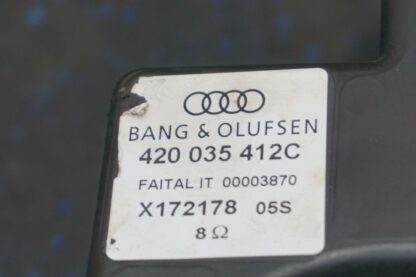 BANG & OLUFSEN
420 035 412C
FAITAL IT 00003870
X172178 05S
8 Ω